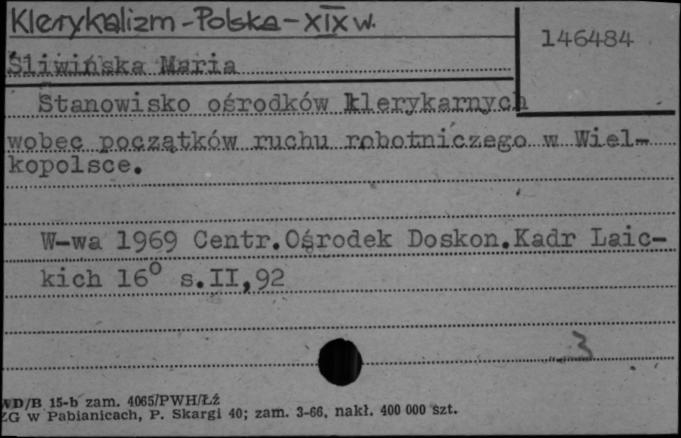 Klerykalizm - Polska - XIX w.
146484
Śliwińska Maria
Stanowisko ośrodków klerykarnych
wobec początków ruchu robotniczego w Wiel-
kopolsce.
W-wa 1969 Centr.Ośrodek Doskon.Kadr Laic-
kich 16° s.II,92
3
WD/B 15-b zam. 4065/PWH/Łź
ZG w Pabianicach, P. Skargi 40; zam. 3-66, nakł. 400 000 szt.